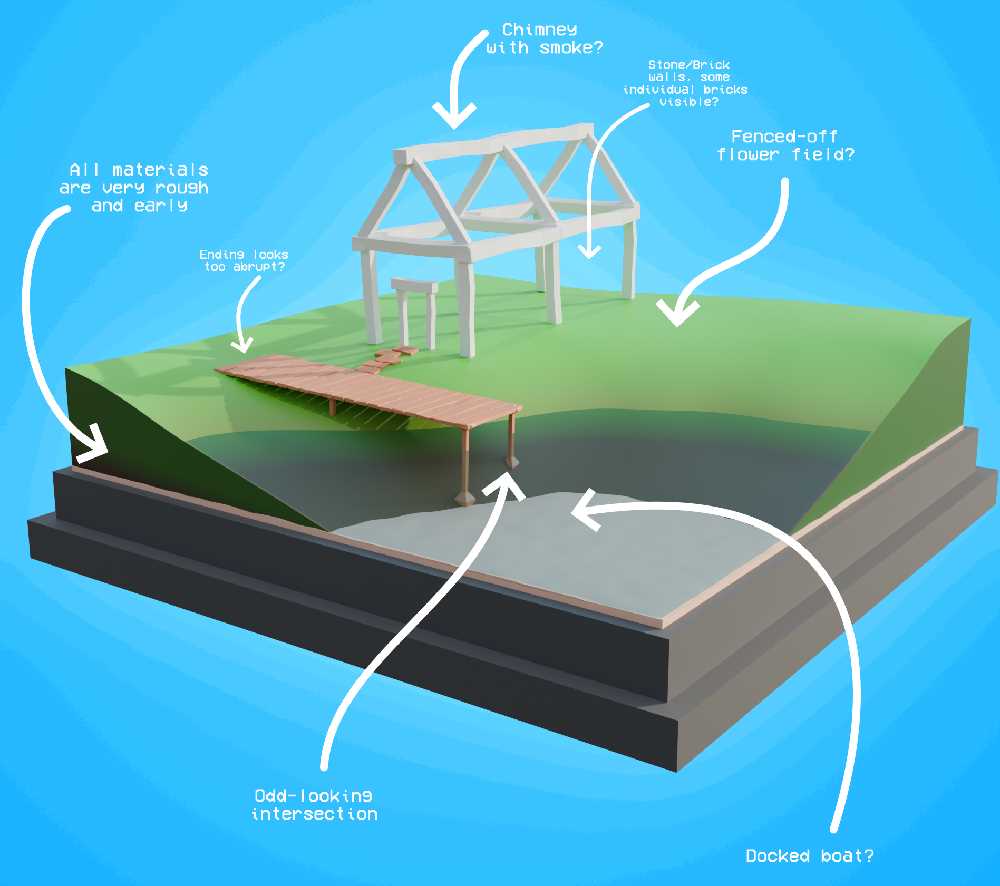 Chimney
with smoke?
Stone/Brick
walls, some
individual bricks
visible?
Fenced-off
flower field?
All materials
are very rough
and early
Ending looks
too abrupt?
Odd-looking
intersection
Docked boat?